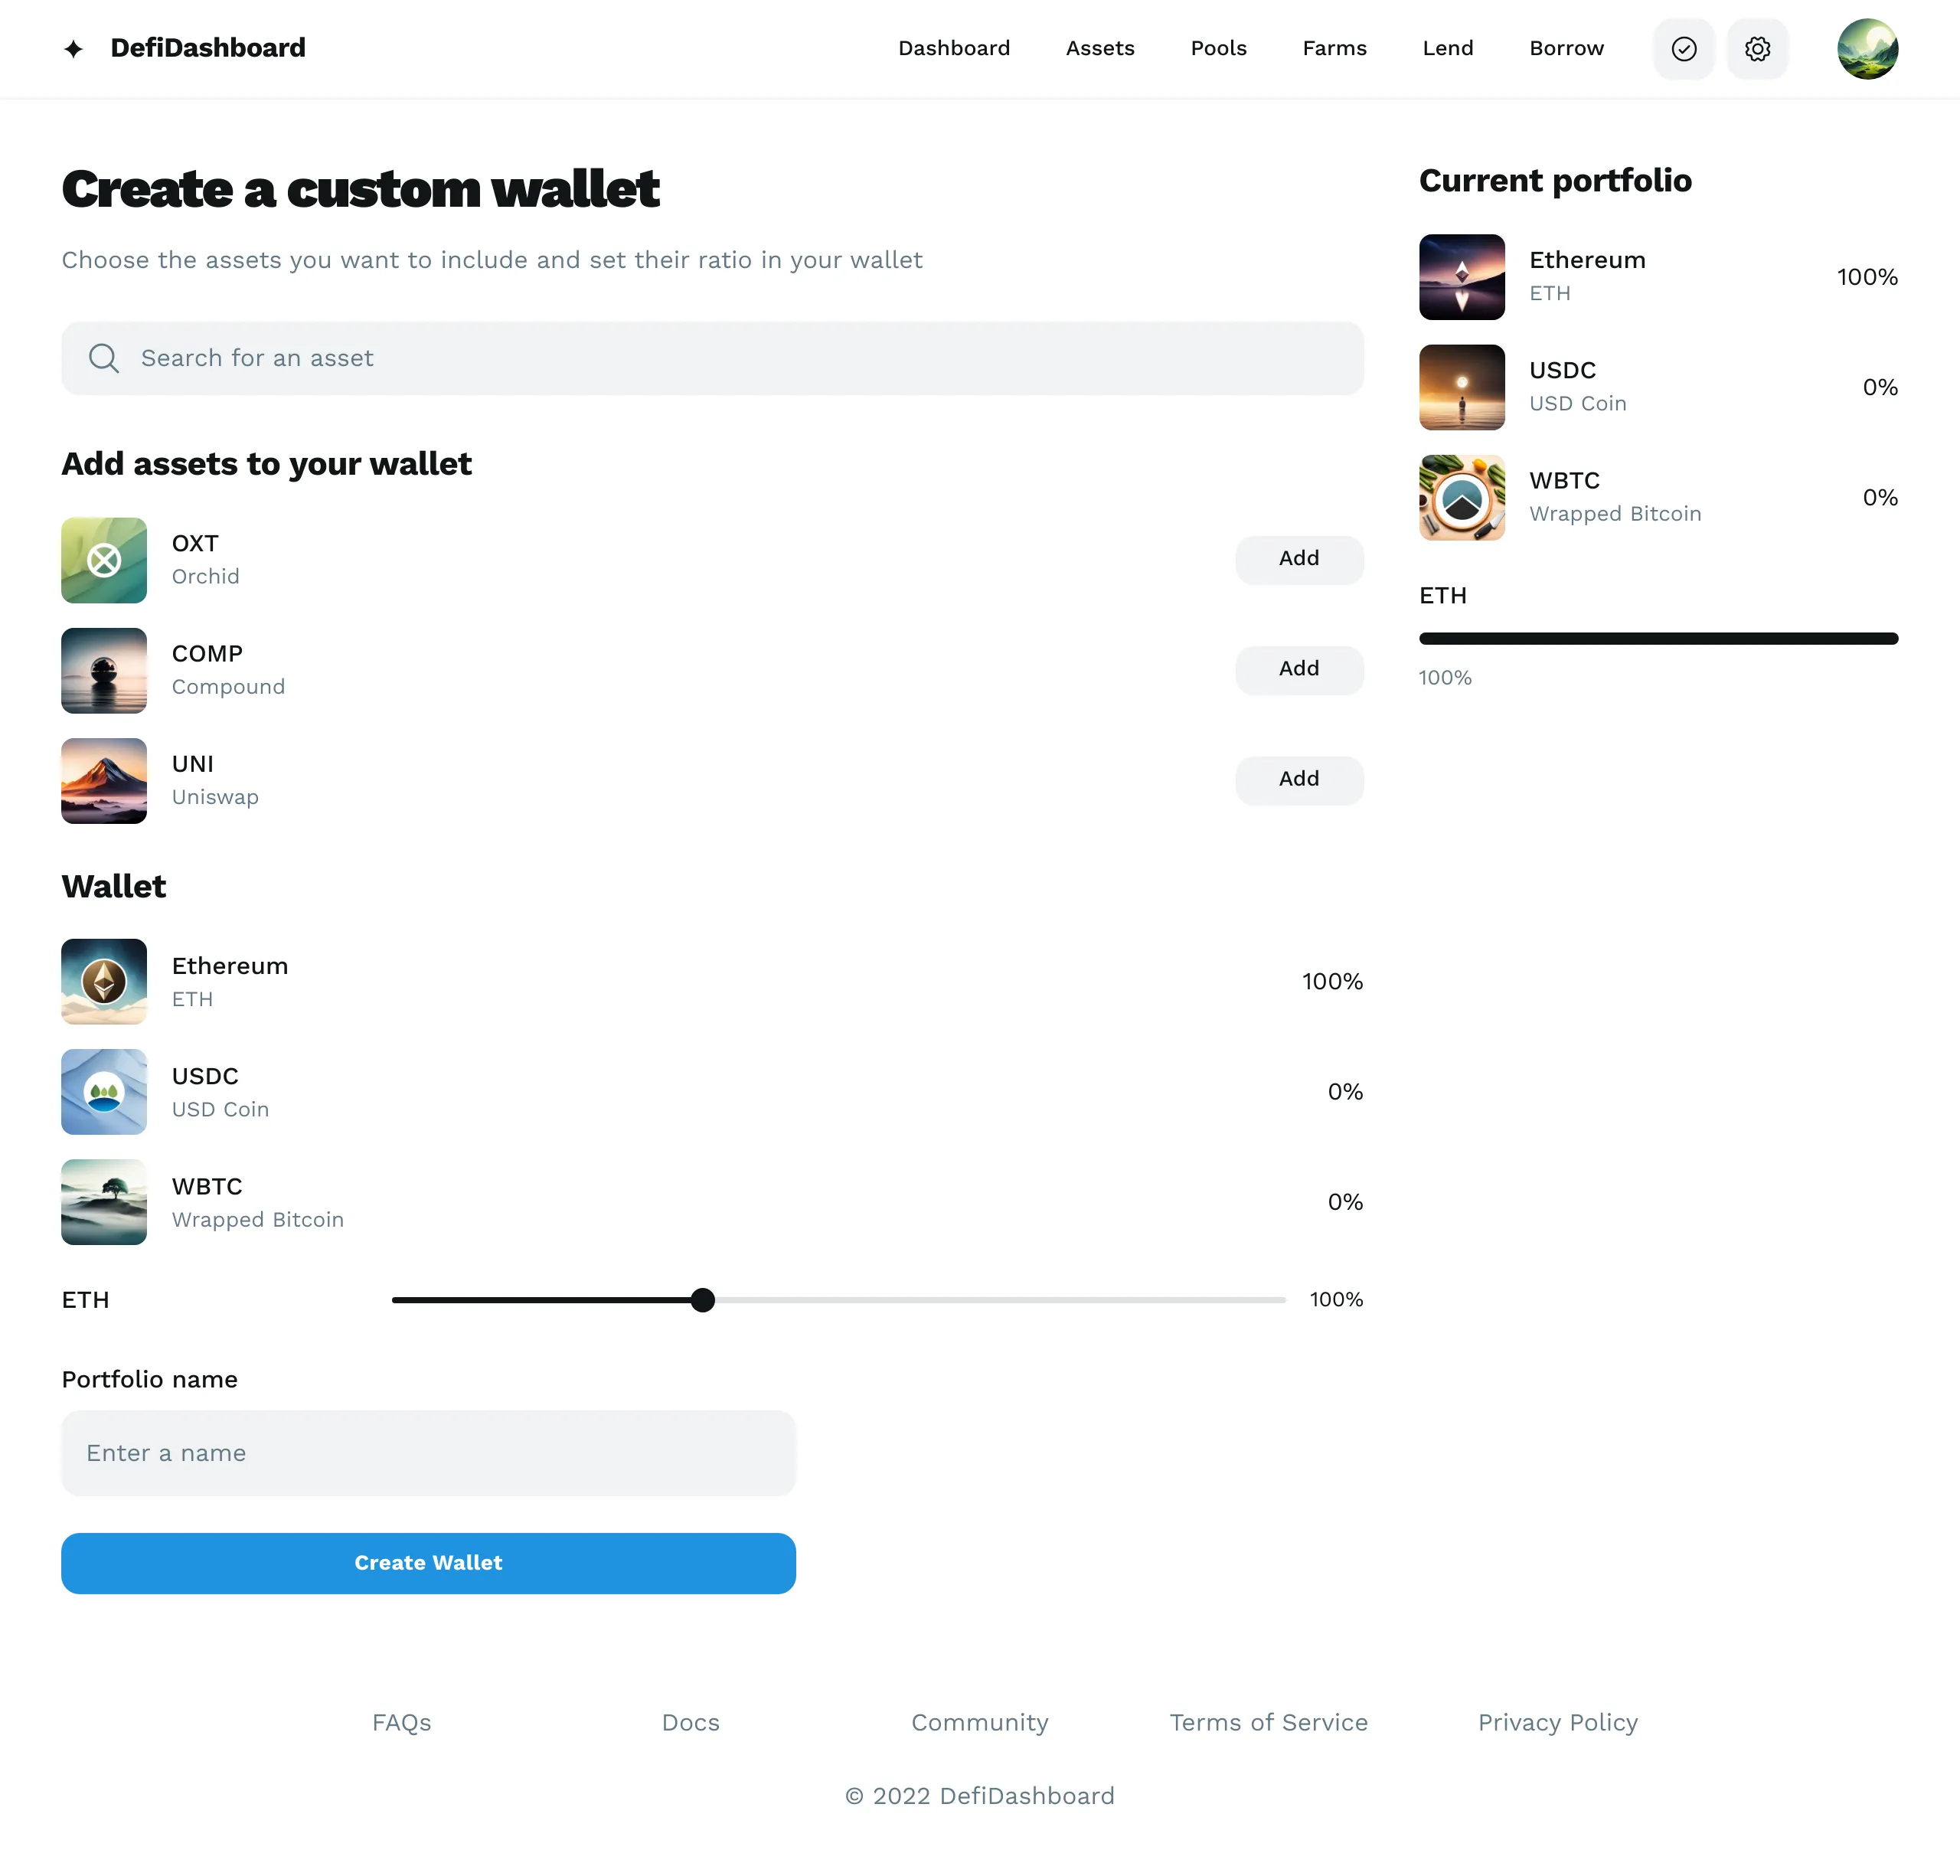 DefiDashboard
Dashboard
Assets
Pools
Farms
Lend
Borrow
Create a custom wallet
Choose the assets you want to include and set their ratio in your wallet
Search for an asset
Add assets to your wallet
OXT
Orchid
Add
COMP
Compound
Add
UNI
Uniswap
Add
Wallet
Ethereum
ETH
100%
USDC
USD Coin
0%
WBTC
Wrapped Bitcoin
0%
ETH
100%
Portfolio name
Enter a name
Create Wallet
Current portfolio
Ethereum
ETH
100%
USDC
USD Coin
0%
WBTC
Wrapped Bitcoin
0%
ETH
100%
FAQs
Docs
Community
Terms of Service
Privacy Policy
© 2022 DefiDashboard